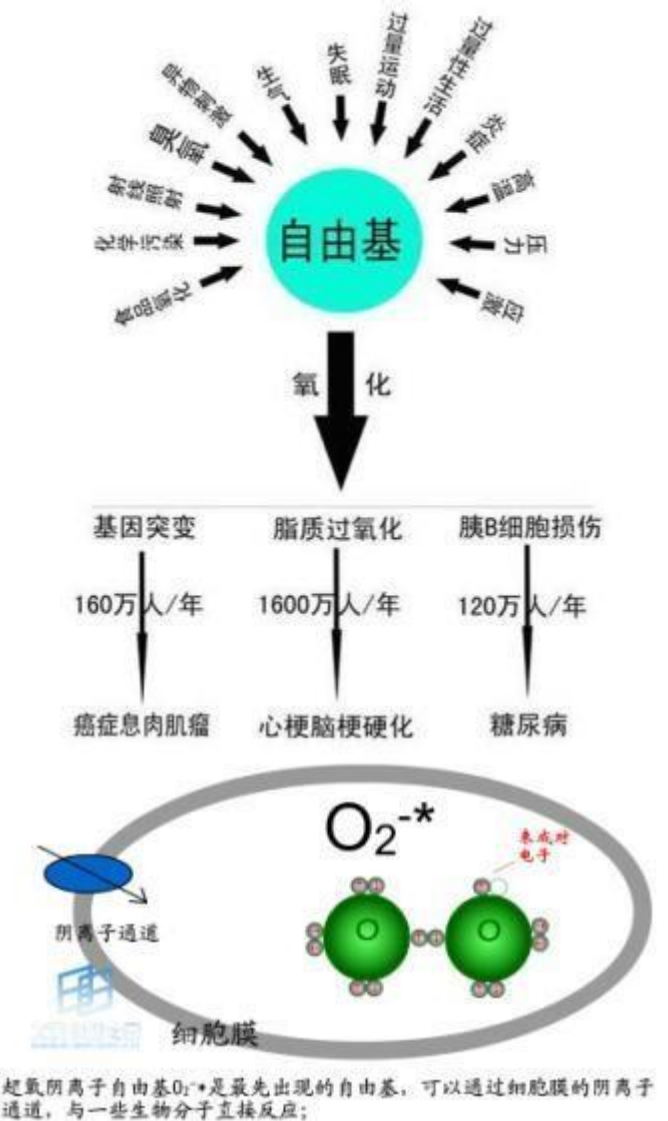 过量运动
过量性生活
失眠
生气
异物刺激
炎症
臭氧
高温
射线照射
自由基
化学污染
压力
食品氧化
应激
氧 化
基因突变 脂质过氧化 胰B细胞损伤
160万人/年 1600万人/年 120万人/年
癌症息肉肌瘤 心梗脑梗硬化 糖尿病
O₂⁻*
未成对
电子
O O
阴离子通道
细胞膜
超氧阴离子自由基O₂⁻*是最先出现的自由基，可以通过细胞膜的阴离子
通道，与一些生物分子直接反应；